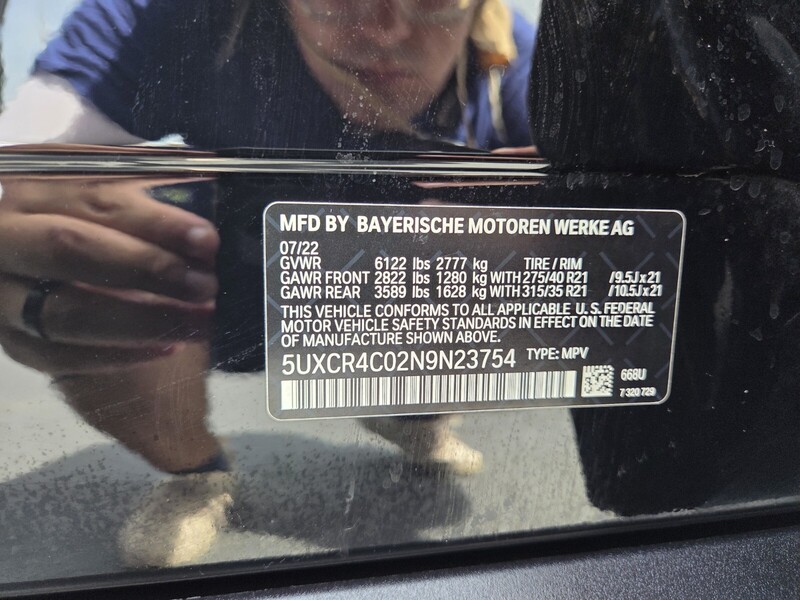 MFD BY BAYERISCHE MOTOREN WERKE AG
07/22
GVWR 6122 lbs 2777 kg TIRE / RIM
GAWR FRONT 2822 lbs 1280 kg WITH 275/40 R21 /9.5J x 21
GAWR REAR 3589 lbs 1628 kg WITH 315/35 R21 /10.5J x 21
THIS VEHICLE CONFORMS TO ALL APPLICABLE U. S. FEDERAL
MOTOR VEHICLE SAFETY STANDARDS IN EFFECT ON THE DATE
OF MANUFACTURE SHOWN ABOVE.
5UXCR4C02N9N23754 TYPE: MPV
668U
7 320 729